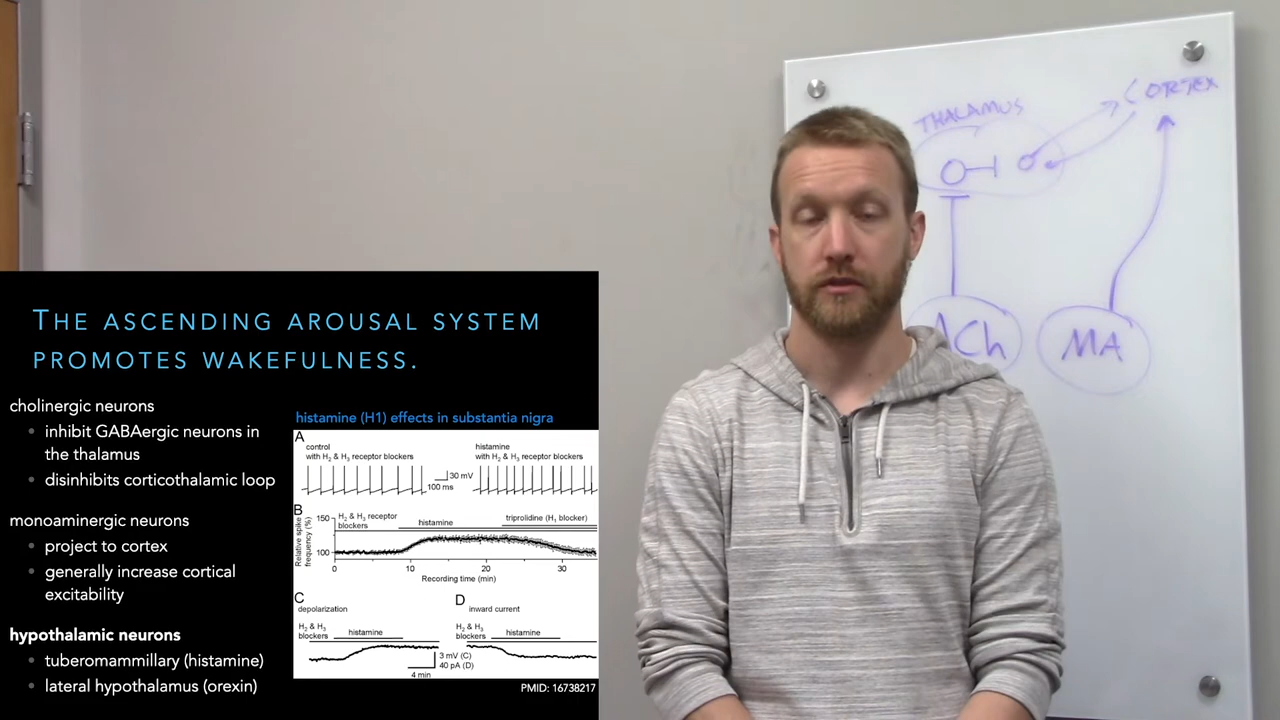 THALAMUS
CORTEX
ACh
MA
THE ASCENDING AROUSAL SYSTEM
PROMOTES WAKEFULNESS.
cholinergic neurons
• inhibit GABAergic neurons in
the thalamus
• disinhibits corticothalamic loop
monoaminergic neurons
• project to cortex
• generally increase cortical
excitability
hypothalamic neurons
• tuberomammillary (histamine)
• lateral hypothalamus (orexin)
histamine (H1) effects in substantia nigra
A
control
with H₂ & H₃ receptor blockers
30 mV
100 ms
histamine
with H₂ & H₃ receptor blockers
B
Relative spike
frequency (%)
150
100
H₂ & H₃ receptor
blockers
histamine
triprolidine (H₁ blocker)
0 10 20 30
Recording time (min)
C
depolarization
H₂ & H₃
blockers
histamine
3 mV (C)
40 pA (D)
4 min
D
inward current
H₂ & H₃
blockers
histamine
PMID: 16738217